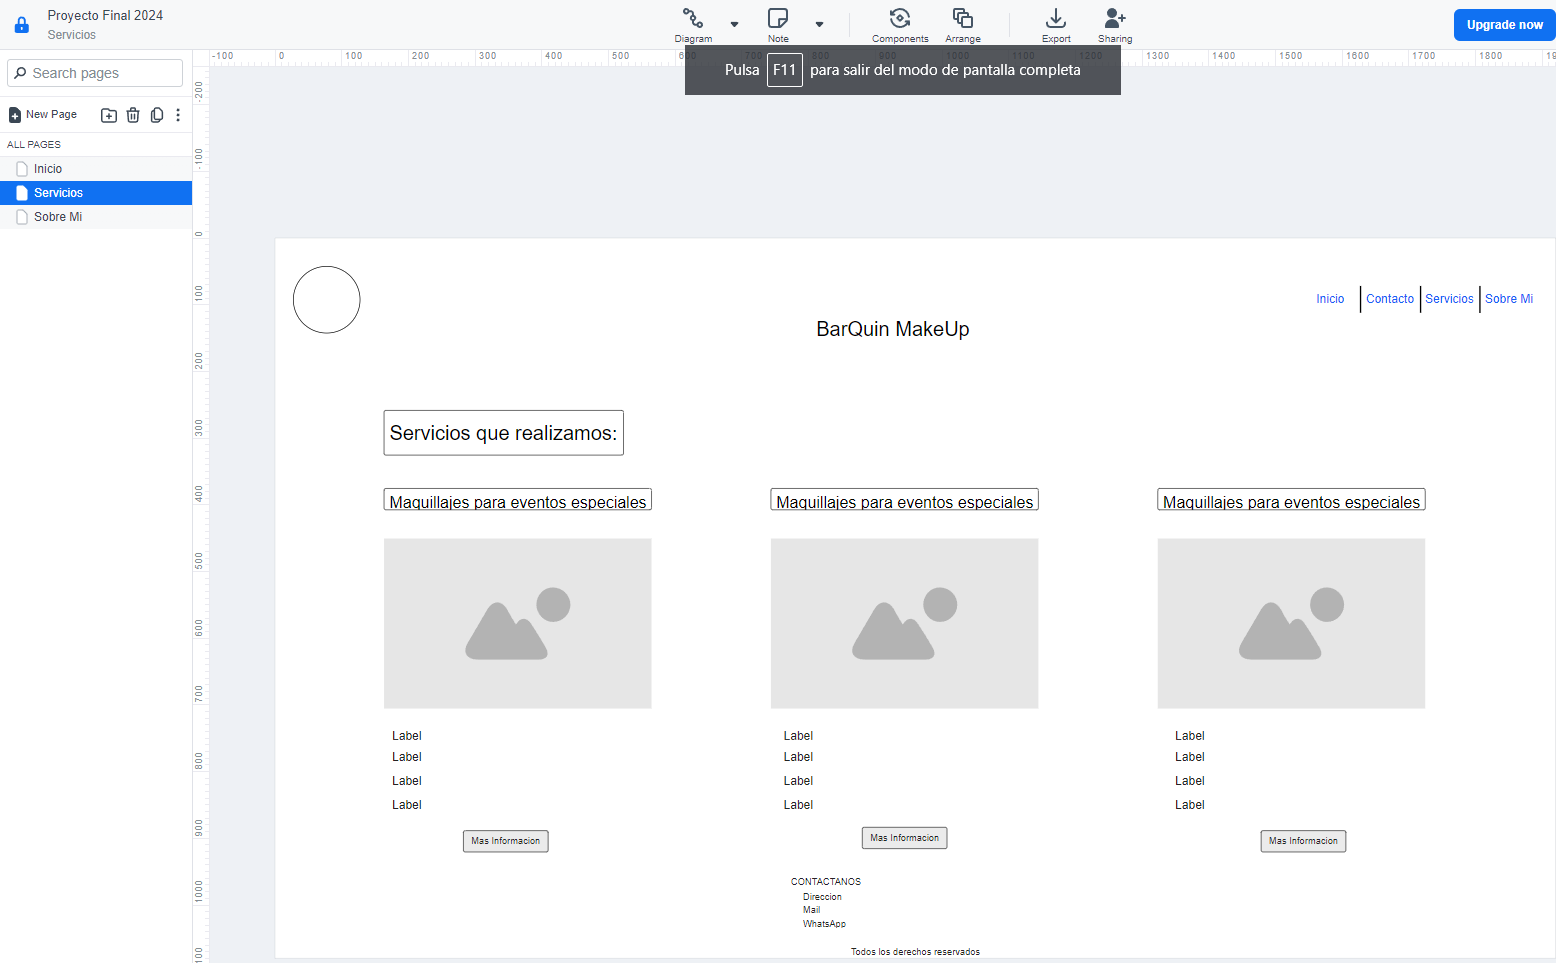 Proyecto Final 2024
Servicios
Diagram
Note
Components
Arrange
Export
Sharing
Upgrade now
Pulsa F11 para salir del modo de pantalla completa
Search pages
New Page
ALL PAGES
Inicio
Servicios
Sobre Mi
-100 0 100 200 300 400 500 600 700 800 900 1000 1100 1200 1300 1400 1500 1600 1700 1800
-200
-100
0
100
200
300
400
500
600
700
800
900
1000
Inicio Contacto Servicios Sobre Mi
BarQuin MakeUp
Servicios que realizamos:
Maquillajes para eventos especiales Maquillajes para eventos especiales Maquillajes para eventos especiales
Label Label Label
Label Label Label
Label Label Label
Label Label Label
Mas Informacion Mas Informacion Mas Informacion
CONTACTANOS
Direccion
Mail
WhatsApp
Todos los derechos reservados